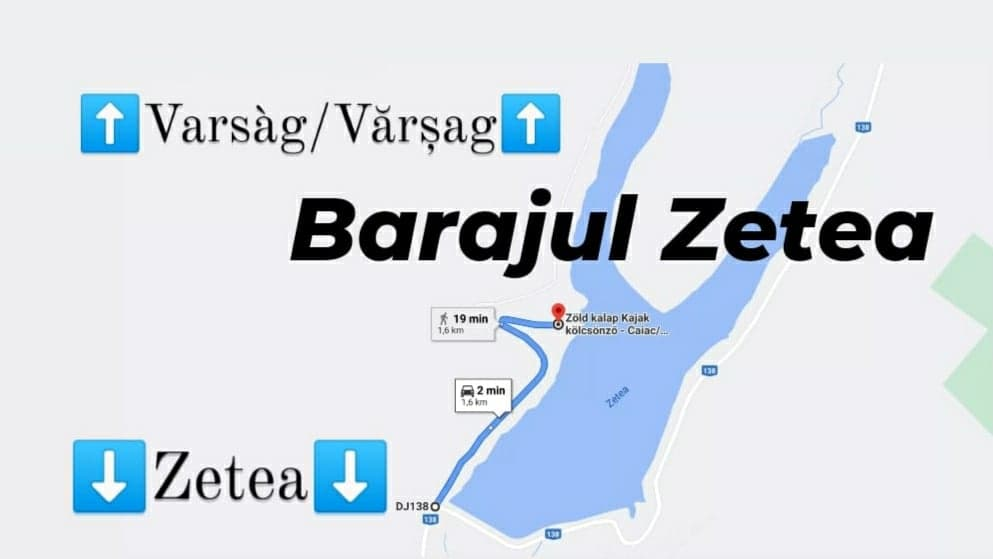 ⬆️Varsàg/Vărșag⬆️
138
Barajul Zetea
19 min
1,6 km
Zöld kalap Kajak
kölcsönző - Caiac/...
138
2 min
1,6 km
Zetea
⬇️Zetea⬇️
DJ138
138
138